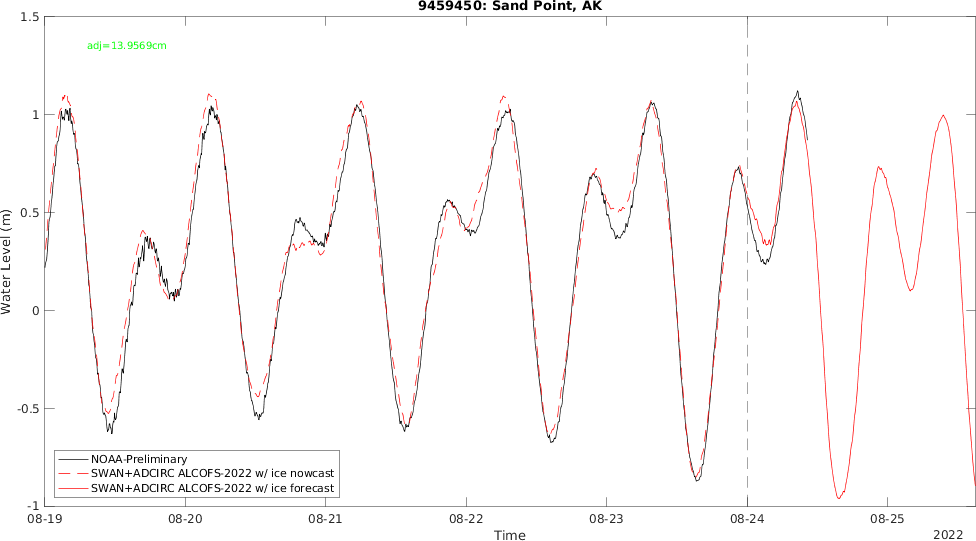 9459450: Sand Point, AK
adj=13.9569cm
Water Level (m)
1.5
1
0.5
0
-0.5
-1
NOAA-Preliminary
SWAN+ADCIRC ALCOFS-2022 w/ ice nowcast
SWAN+ADCIRC ALCOFS-2022 w/ ice forecast
08-19 08-20 08-21 08-22 08-23 08-24 08-25
Time
2022